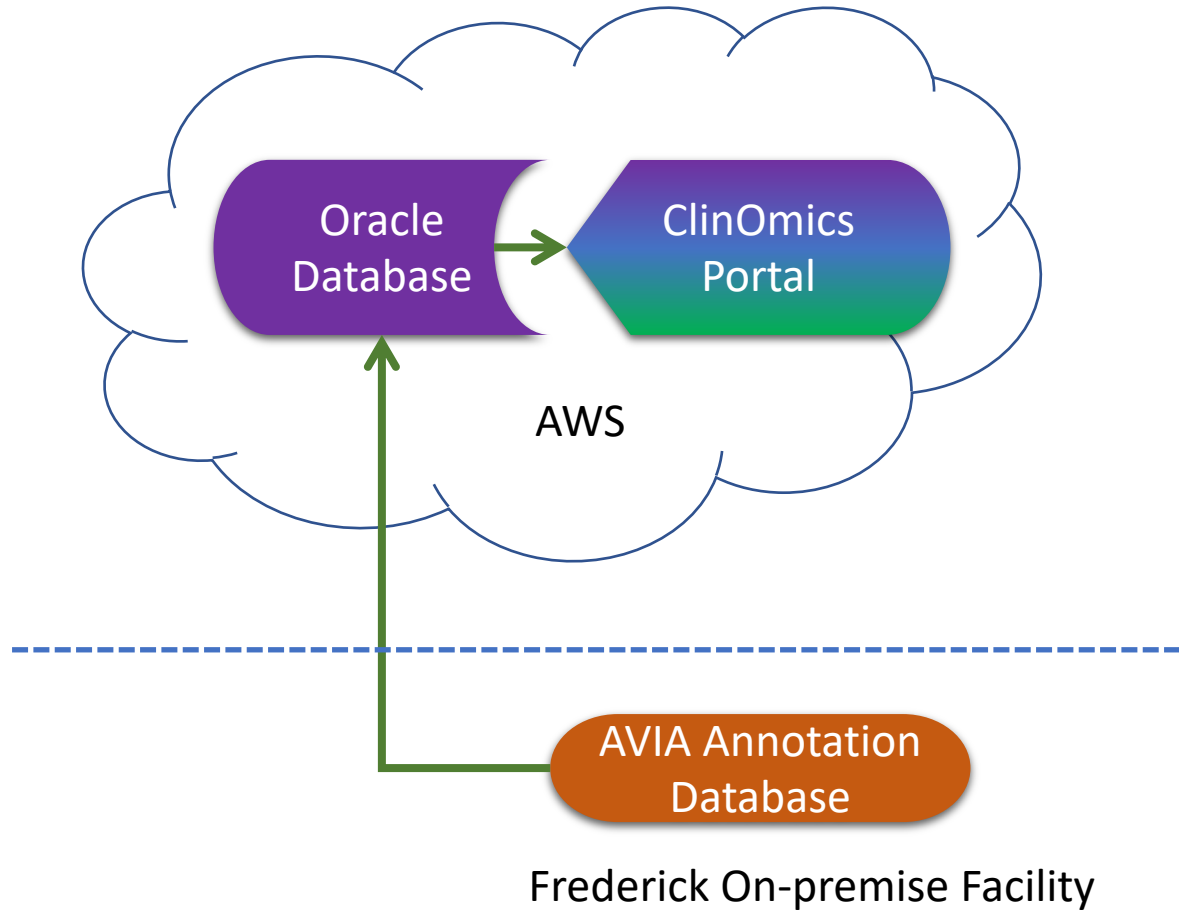 Oracle
Database
ClinOmics
Portal
AWS
AVIA Annotation
Database
Frederick On-premise Facility